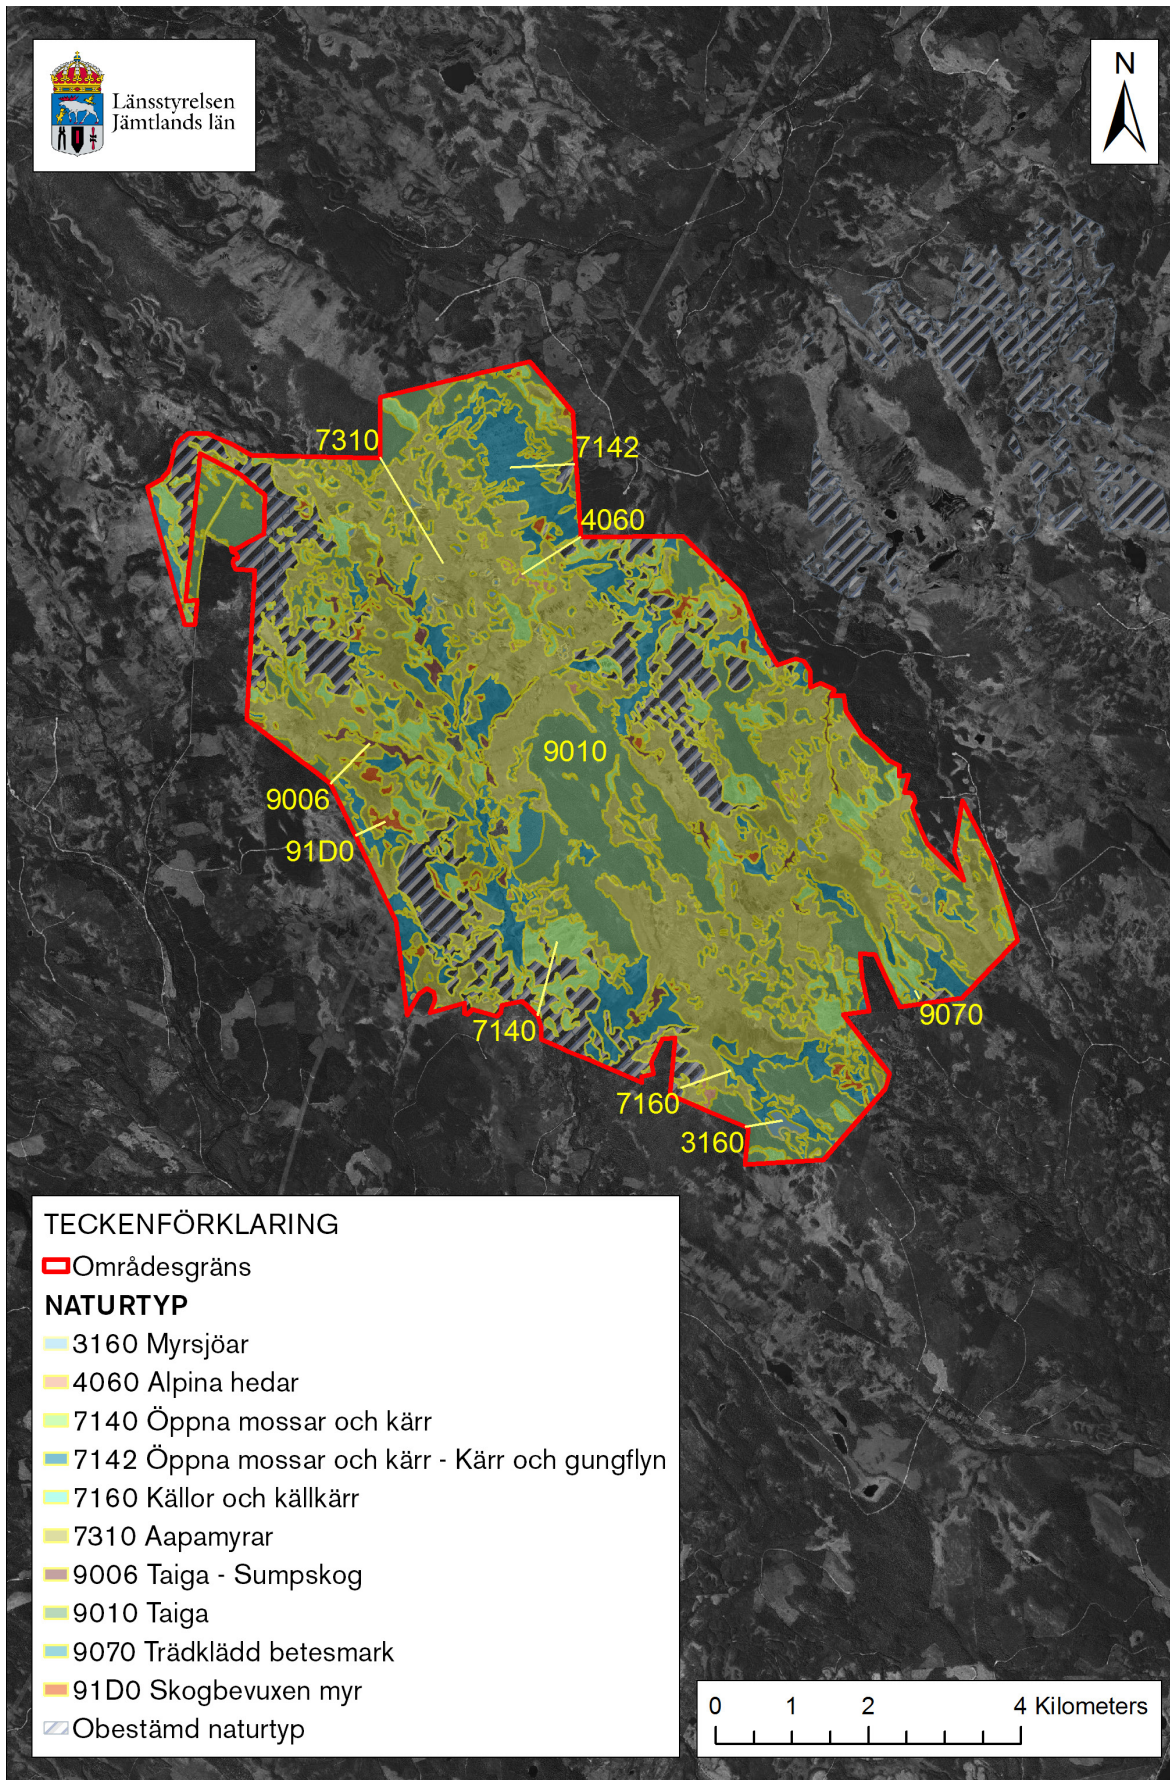 Länsstyrelsen
Jämtlands län
N
7310
7142
4060
9010
9006
91D0
7140
9070
7160
3160
TECKENFÖRKLARING
Områdesgräns
NATURTYP
3160 Myrsjöar
4060 Alpina hedar
7140 Öppna mossar och kärr
7142 Öppna mossar och kärr - Kärr och gungflyn
7160 Källor och källkärr
7310 Aapamyrar
9006 Taiga - Sumpskog
9010 Taiga
9070 Trädklädd betesmark
91D0 Skogbevuxen myr
Obestämd naturtyp
0 1 2 4 Kilometers